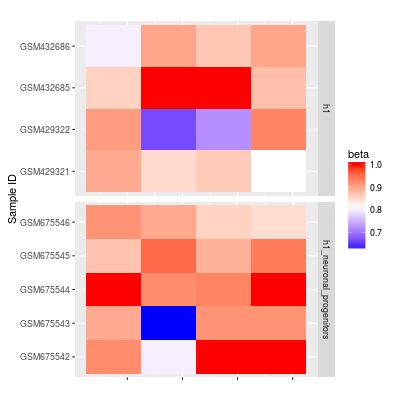 GSM432686
GSM432685
GSM429322
GSM429321
h1
GSM675546
GSM675545
GSM675544
GSM675543
GSM675542
h1_neuronal_progenitors
Sample ID
beta
1.0
0.9
0.8
0.7